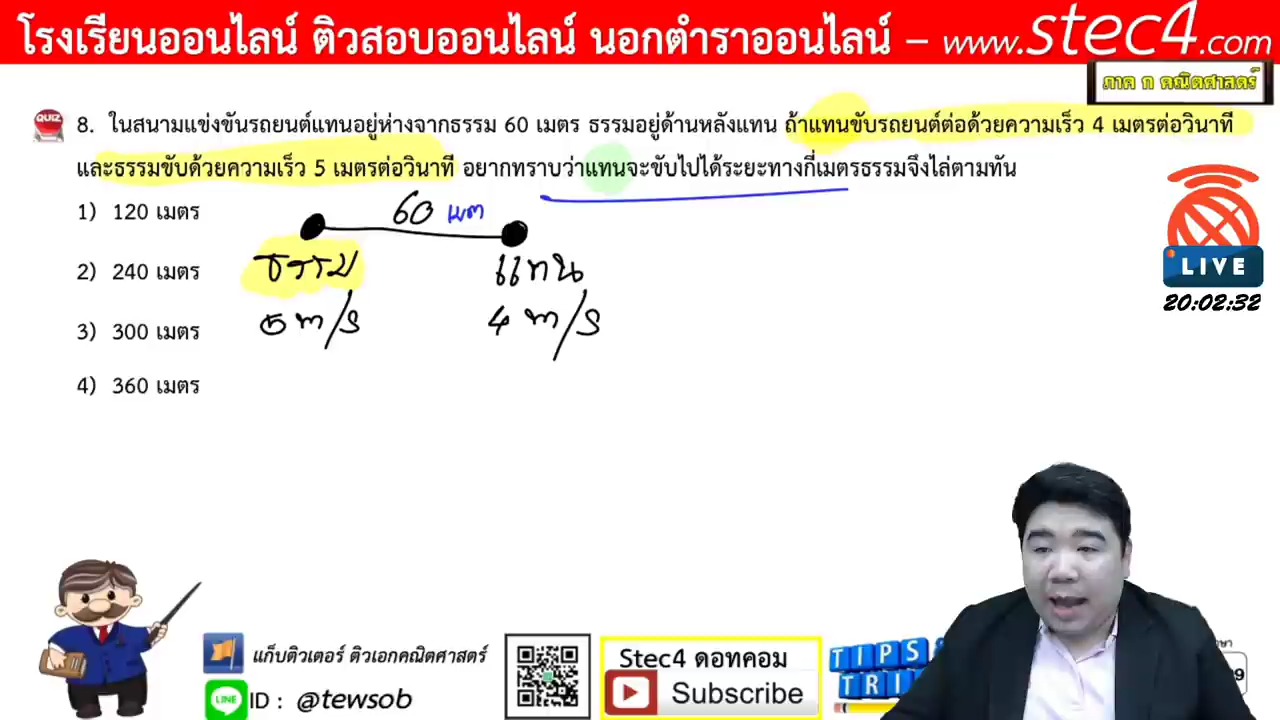 โรงเรียนออนไลน์ ติวสอบออนไลน์ นอกตำราออนไลน์ – www.stec4.com
ภาค ก คณิตศาสตร์
QUIZ
8. ในสนามแข่งขันรถยนต์แทนอยู่ห่างจากธรรม 60 เมตร ธรรมอยู่ด้านหลังแทน ถ้าแทนขับรถยนต์ต่อด้วยความเร็ว 4 เมตรต่อวินาที
และธรรมขับด้วยความเร็ว 5 เมตรต่อวินาที อยากทราบว่าแทนจะขับไปได้ระยะทางกี่เมตรธรรมจึงไล่ตามทัน
1) 120 เมตร
60 เมตร
2) 240 เมตร
ธรรม แทน
5 m/s 4 m/s
3) 300 เมตร
4) 360 เมตร
LIVE
20:02:32
แก็บติวเตอร์ ติวเอกคณิตศาสตร์
LINE ID : @tewsob
Stec4 ดอทคอม
Subscribe
TIPS